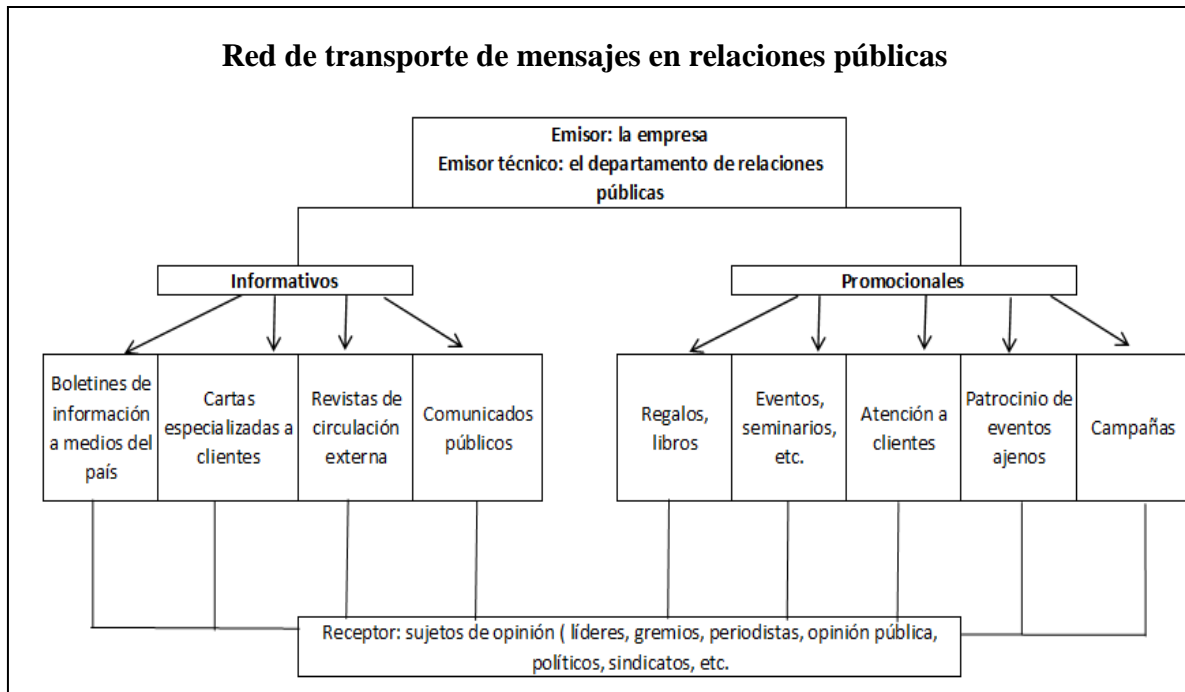 Red de transporte de mensajes en relaciones públicas
Emisor: la empresa
Emisor técnico: el departamento de relaciones
públicas
Informativos
Promocionales
Boletines de
información
a medios del
país
Cartas
especializadas a
clientes
Revistas de
circulación
externa
Comunicados
públicos
Regalos,
libros
Eventos,
seminarios,
etc.
Atención a
clientes
Patrocinio de
eventos
ajenos
Campañas
Receptor: sujetos de opinión ( líderes, gremios, periodistas, opinión pública,
políticos, sindicatos, etc.